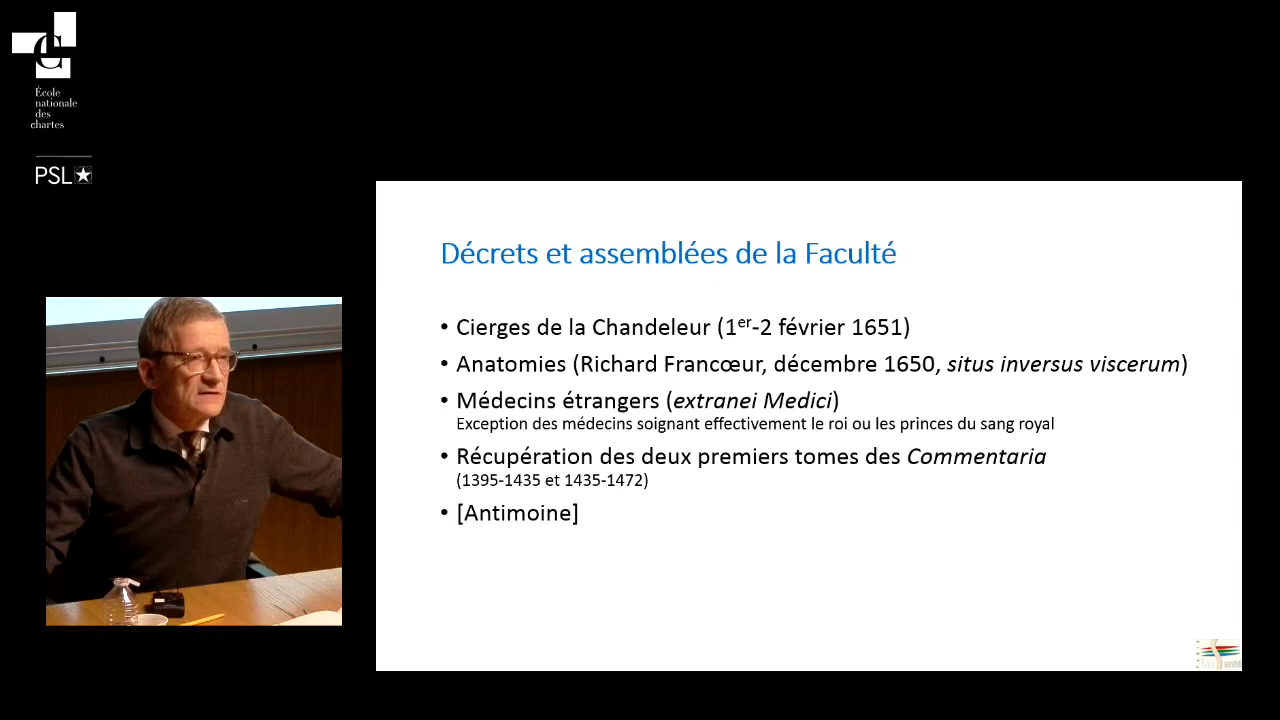 École
nationale
des
chartes
PSL
Décrets et assemblées de la Faculté
• Cierges de la Chandeleur (1er-2 février 1651)
• Anatomies (Richard Francœur, décembre 1650, situs inversus viscerum)
• Médecins étrangers (extranei Medici)
Exception des médecins soignant effectivement le roi ou les princes du sang royal
• Récupération des deux premiers tomes des Commentaria
(1395-1435 et 1435-1472)
• [Antimoine]